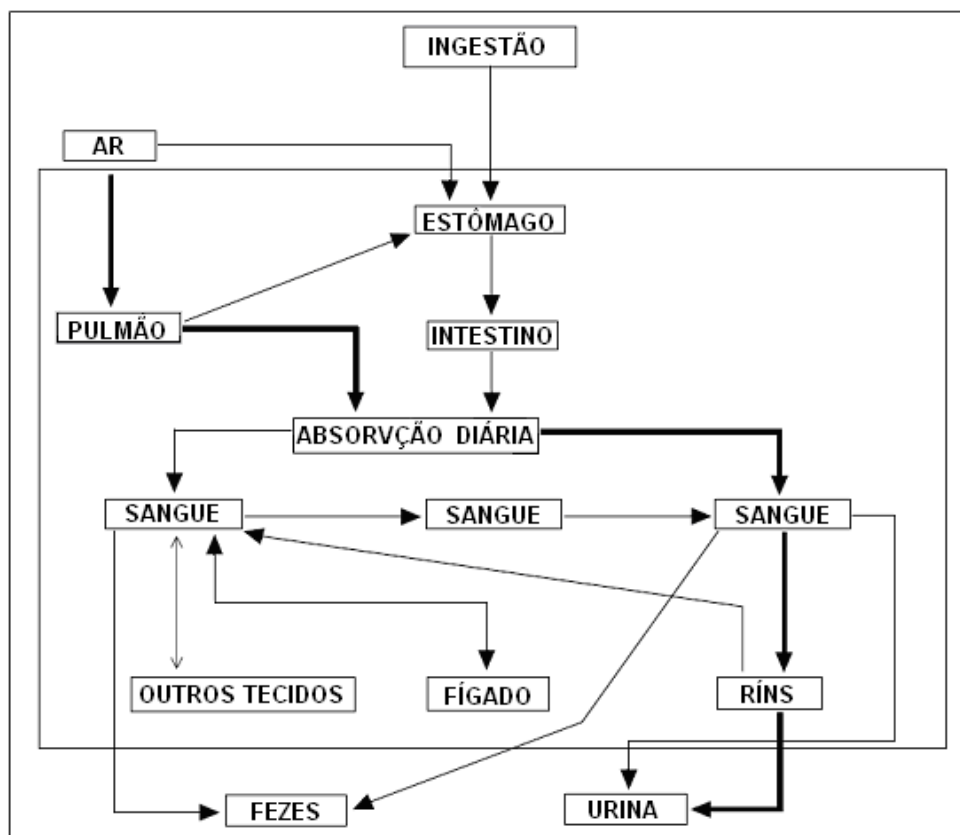 INGESTÃO
AR
ESTÔMAGO
PULMÃO
INTESTINO
ABSORVÇÃO DIÁRIA
SANGUE
SANGUE
SANGUE
OUTROS TECIDOS
FÍGADO
RÍNS
FEZES
URINA